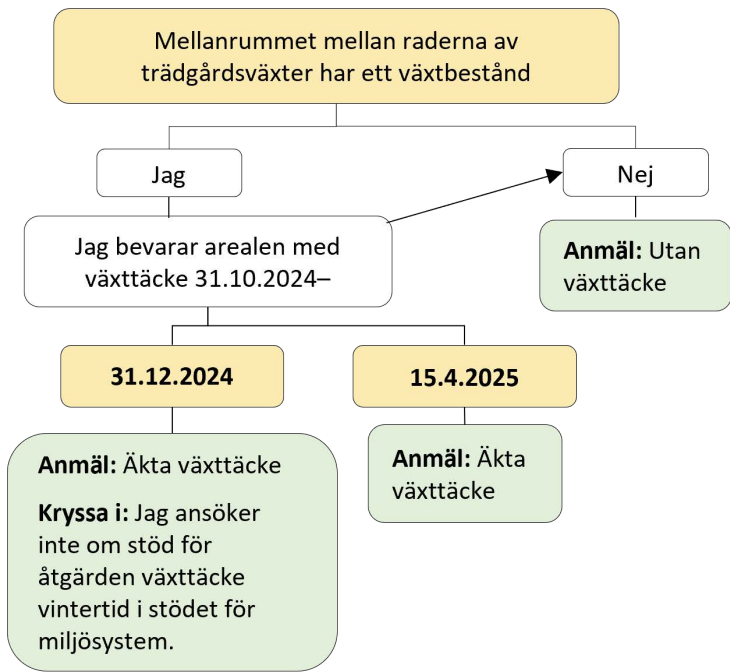 Mellanrummet mellan raderna av
trädgårdsväxter har ett växtbestånd
Jag
Nej
Jag bevarar arealen med
växttäcke 31.10.2024–
Anmäl: Utan
växttäcke
31.12.2024
15.4.2025
Anmäl: Äkta växttäcke
Kryssa i: Jag ansöker
inte om stöd för
åtgärden växttäcke
vintertid i stödet för
miljösystem.
Anmäl: Äkta
växttäcke